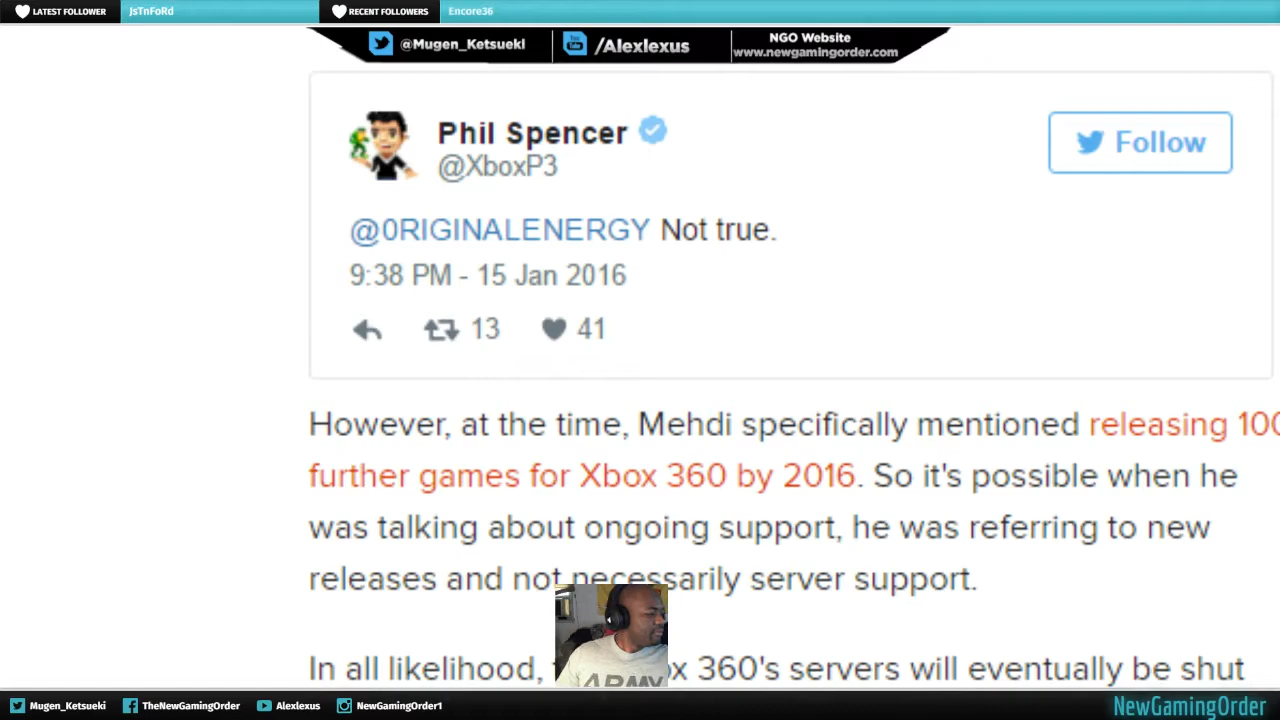 LATEST FOLLOWER
JsTnFoRd
RECENT FOLLOWERS
Encore36
@Mugen_Ketsueki
You Tube
/Alexlexus
NGO Website
www.newgamingorder.com
Phil Spencer
@XboxP3
Follow
@0RIGINALENERGY Not true.
9:38 PM - 15 Jan 2016
13
41
However, at the time, Mehdi specifically mentioned releasing 100
further games for Xbox 360 by 2016. So it's possible when he
was talking about ongoing support, he was referring to new
releases and not necessarily server support.
In all likelihood, 360's servers will eventually be shut
ARMY
Mugen_Ketsueki
TheNewGamingOrder
Alexlexus
NewGamingOrder1
NewGamingOrder